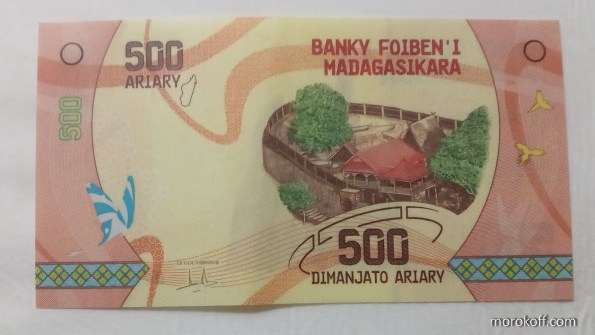 500
ARIARY
BANKY FOIBEN'I
MADAGASIKARA
500
500
DIMANJATO ARIARY
morokoff.com